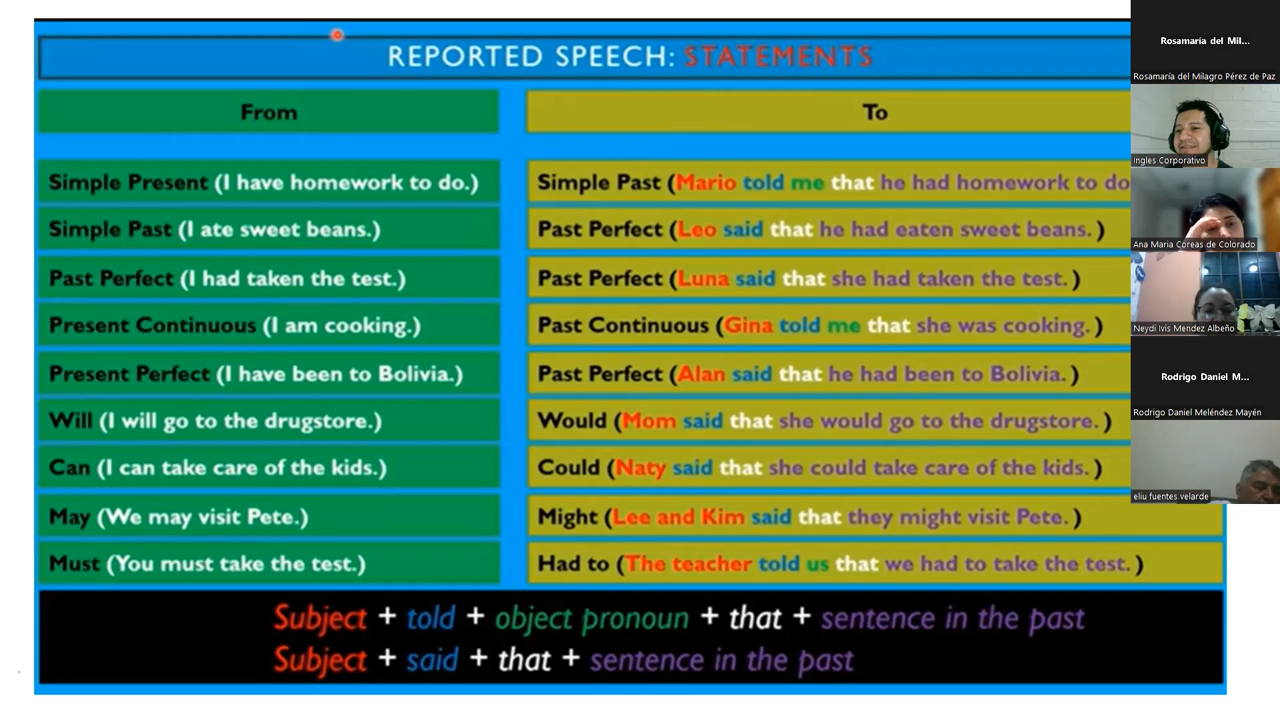 REPORTED SPEECH: STATEMENTS
From
To
Simple Present (I have homework to do.)
Simple Past (Mario told me that he had homework to do
Simple Past (I ate sweet beans.)
Past Perfect (Leo said that he had eaten sweet beans.)
Past Perfect (I had taken the test.)
Past Perfect (Luna said that she had taken the test.)
Present Continuous (I am cooking.)
Past Continuous (Gina told me that she was cooking.)
Present Perfect (I have been to Bolivia.)
Past Perfect (Alan said that he had been to Bolivia.)
Will (I will go to the drugstore.)
Would (Mom said that she would go to the drugstore.)
Can (I can take care of the kids.)
Could (Naty said that she could take care of the kids.)
May (We may visit Pete.)
Might (Lee and Kim said that they might visit Pete.)
Must (You must take the test.)
Had to (The teacher told us that we had to take the test.)
Subject + told + object pronoun + that + sentence in the past
Subject + said + that + sentence in the past
Rosamaría del Mil...
Rosamaría del Milagro Pérez de Paz
Ingles Corporativo
Ana Maria Coreas de Colorado
Neydi Ivis Mendez Albeño
Rodrigo Daniel M...
Rodrigo Daniel Meléndez Mayén
eliu fuentes velarde